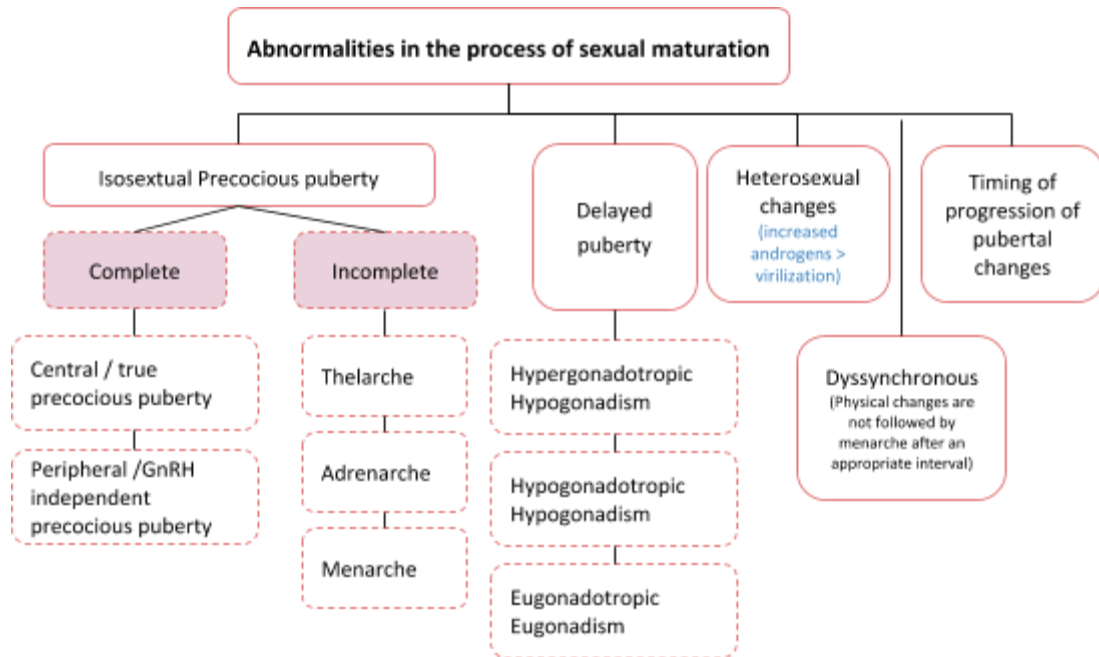 Abnormalities in the process of sexual maturation
Isosextual Precocious puberty
Complete
Central / true
precocious puberty
Peripheral /GnRH
independent
precocious puberty
Incomplete
Thelarche
Adrenarche
Menarche
Delayed
puberty
Hypergonadotropic
Hypogonadism
Hypogonadotropic
Hypogonadism
Eugonadotropic
Eugonadism
Heterosexual
changes
(increased
androgens >
virilization)
Dyssynchronous
(Physical changes are
not followed by
menarche after an
appropriate interval)
Timing of
progression of
pubertal
changes